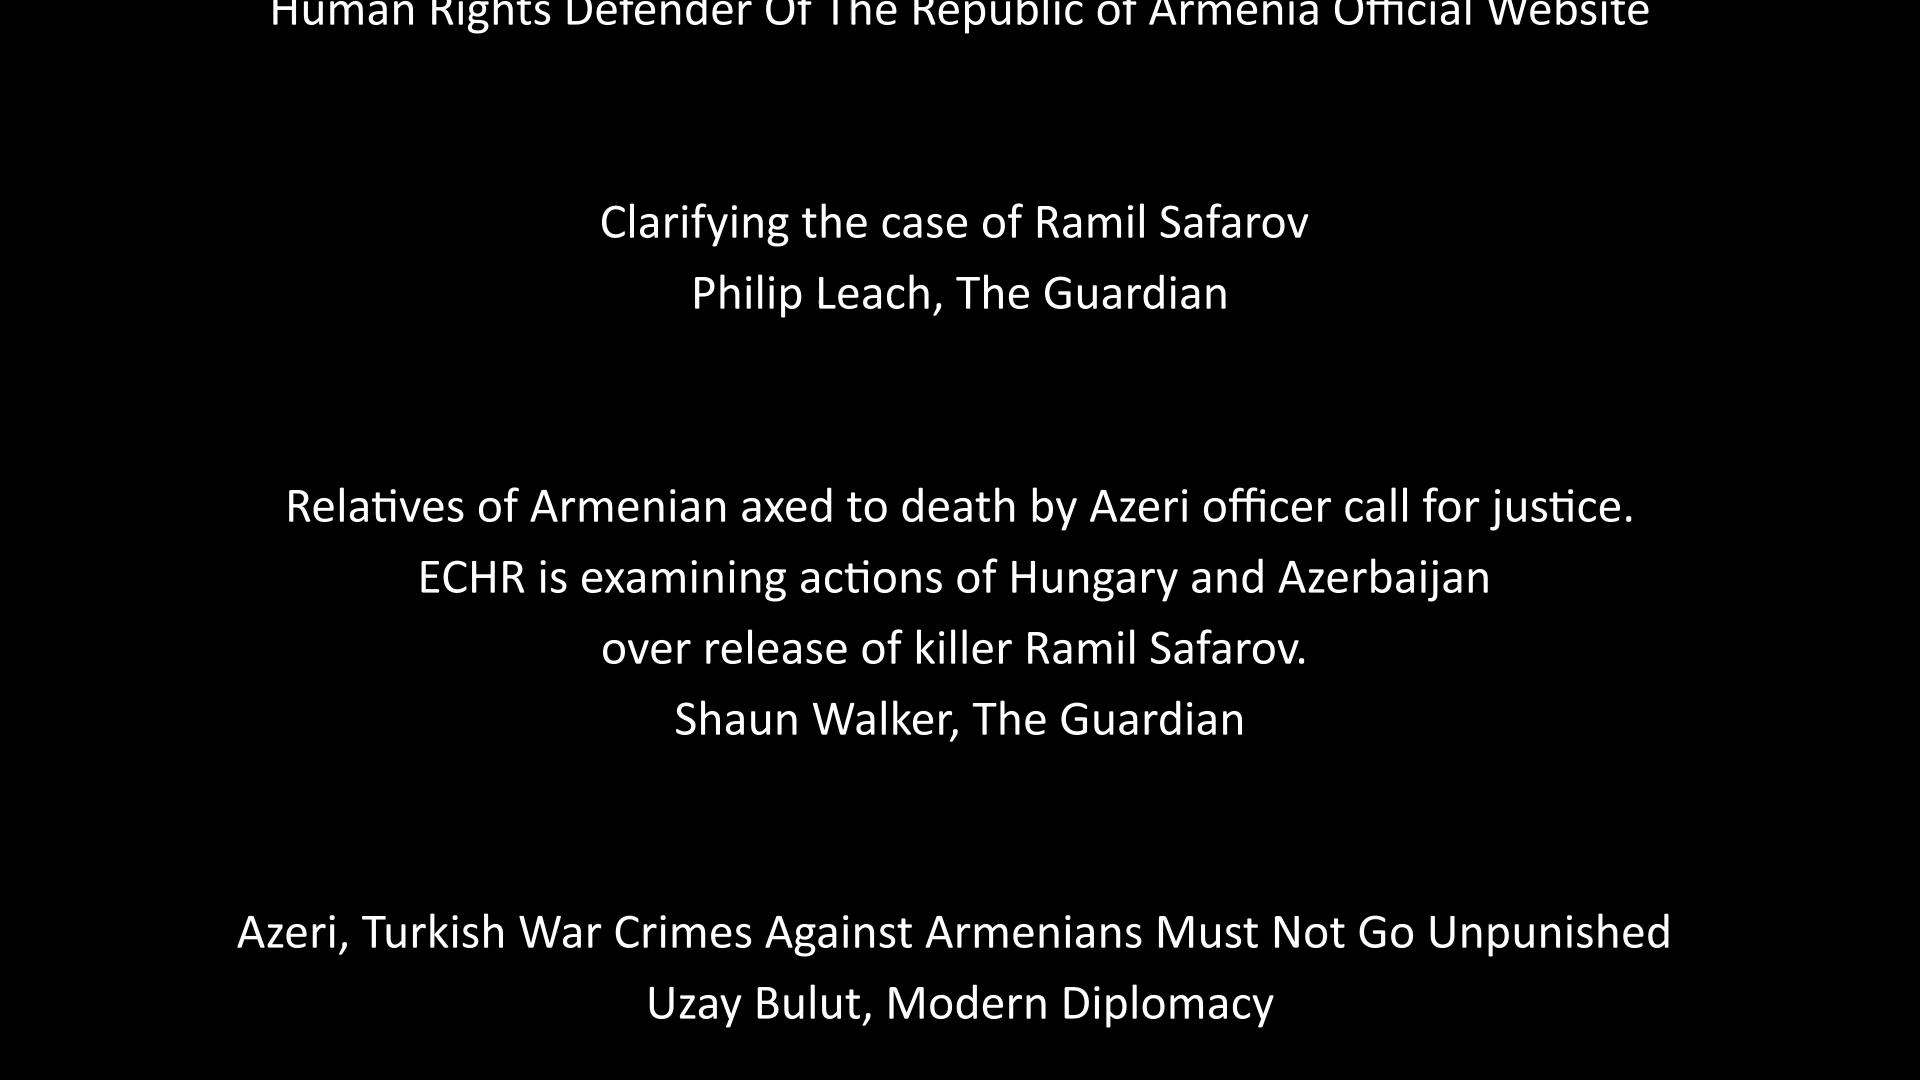 Human Rights Defender Of The Republic of Armenia Official Website
Clarifying the case of Ramil Safarov
Philip Leach, The Guardian
Relatives of Armenian axed to death by Azeri officer call for justice.
ECHR is examining actions of Hungary and Azerbaijan
over release of killer Ramil Safarov.
Shaun Walker, The Guardian
Azeri, Turkish War Crimes Against Armenians Must Not Go Unpunished
Uzay Bulut, Modern Diplomacy